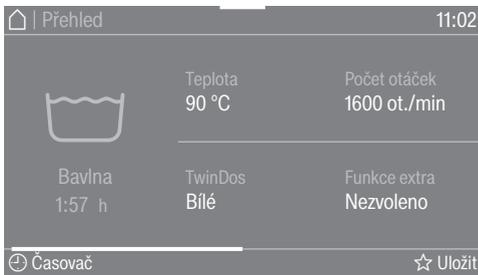 | Přehled 11:02
Teplota
90 °C
Počet otáček
1600 ot./min
Bavlna
1:57 h
TwinDos
Bílé
Funkce extra
Nezvoleno
Časovač
Uložit